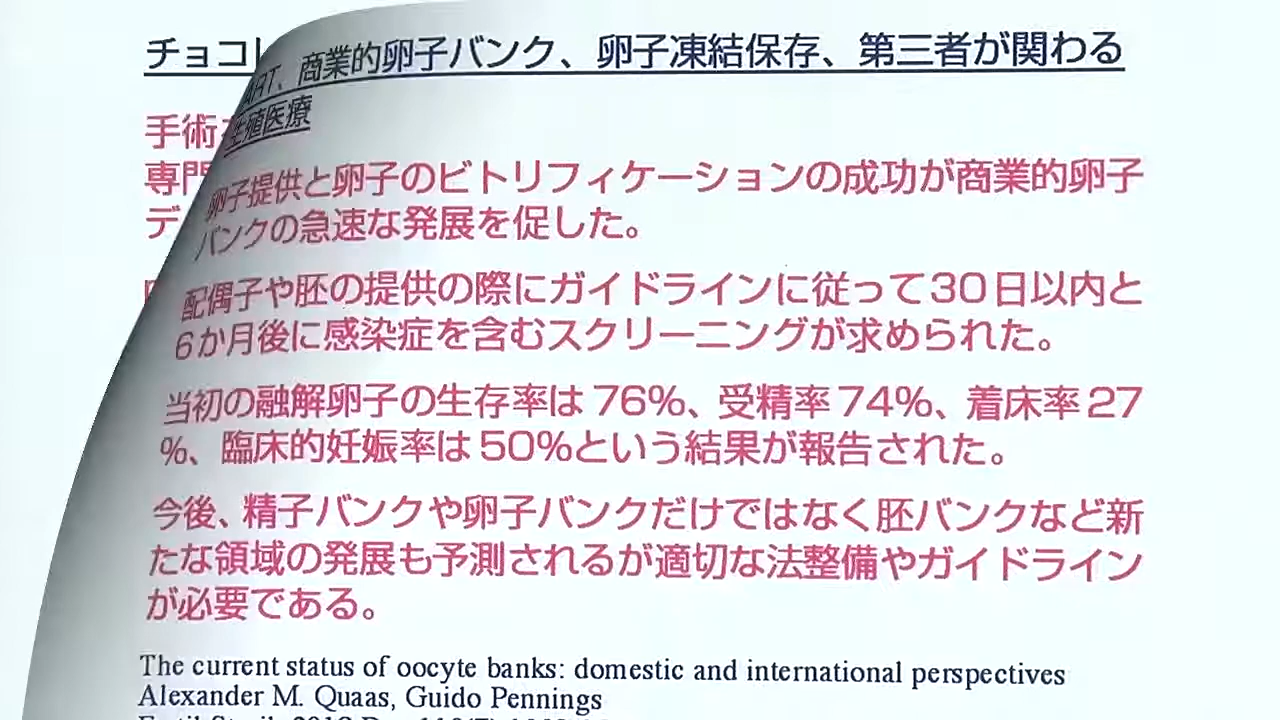 チョコレ
ART、商業的卵子バンク、卵子凍結保存、第三者が関わる
生殖医療
手術
専門
デ
卵子提供と卵子のビトリフィケーションの成功が商業的卵子
バンクの急速な発展を促した。
配偶子や胚の提供の際にガイドラインに従って30日以内と
6か月後に感染症を含むスクリーニングが求められた。
当初の融解卵子の生存率は 76%、受精率 74%、着床率 27
%、臨床的妊娠率は 50%という結果が報告された。
今後、精子バンクや卵子バンクだけではなく胚バンクなど新
たな領域の発展も予測されるが適切な法整備やガイドライン
が必要である。
The current status of oocyte banks: domestic and international perspectives
Alexander M. Quaas, Guido Pennings